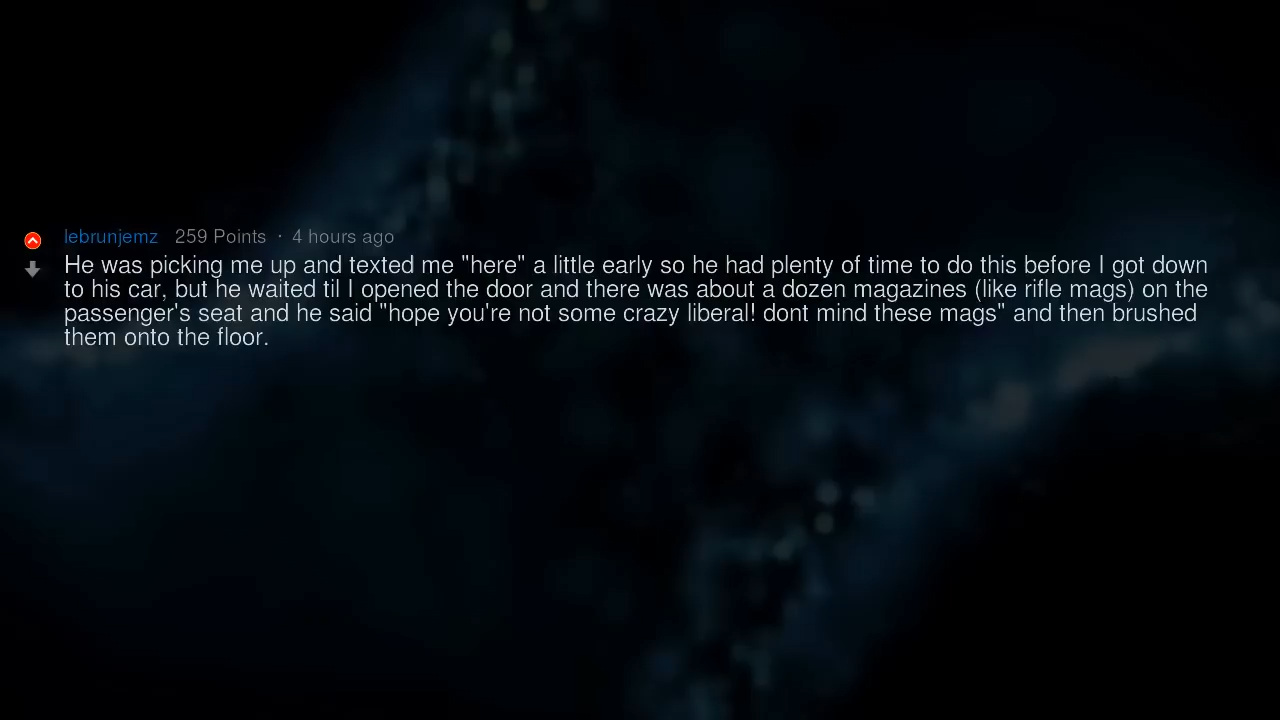 lebrunjemz 259 Points · 4 hours ago
He was picking me up and texted me "here" a little early so he had plenty of time to do this before I got down
to his car, but he waited til I opened the door and there was about a dozen magazines (like rifle mags) on the
passenger's seat and he said "hope you're not some crazy liberal! dont mind these mags" and then brushed
them onto the floor.